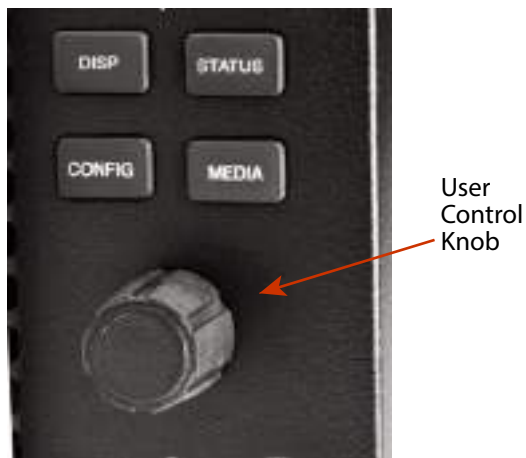 DISP STATUS
CONFIG MEDIA
User
Control
Knob